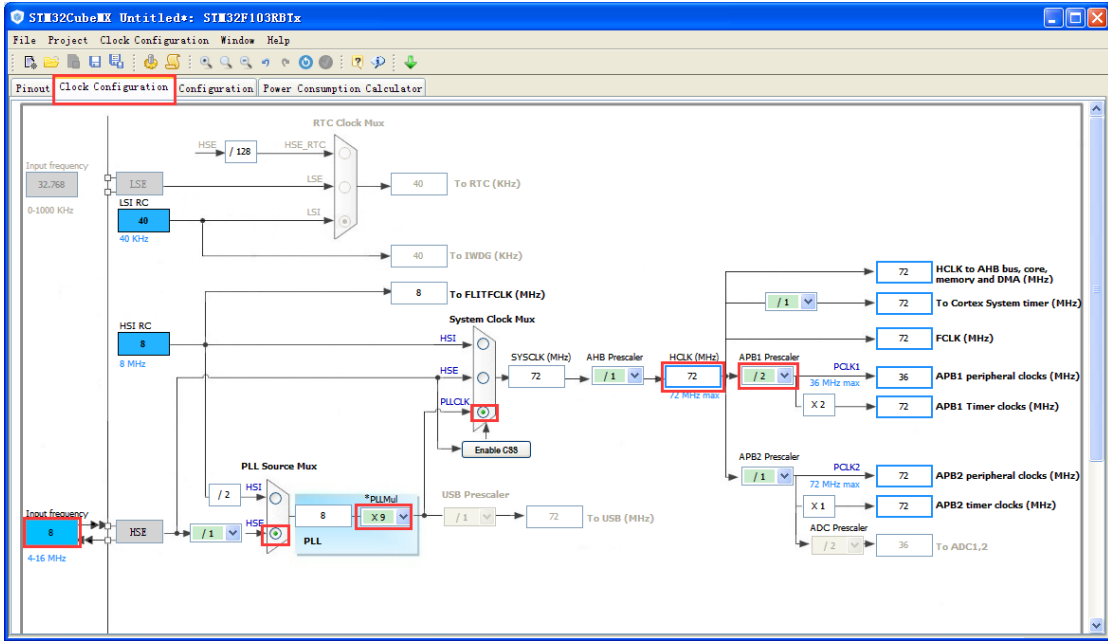 STM32CubeMX Untitled*: STM32F103RBTx
File Project Clock Configuration Window Help
Pinout Clock Configuration Configuration Power Consumption Calculator
RTC Clock Mux
HSE / 128 HSE_RTC
Input frequency
32.768 LSE LSE 40 To RTC (KHz)
0-1000 KHz
LSI RC
40 LSI
40 KHz
40 To IWDG (KHz)
8 To FLITFCLK (MHz)
HSI RC
8
8 MHz
System Clock Mux
HSI
HSE
PLLCLK
SYSCLK (MHz) AHB Prescaler HCLK (MHz) APB1 Prescaler
72 / 1 72 / 2
72 MHz max
Enable CSS
72 HCLK to AHB bus, core,
memory and DMA (MHz)
/ 1 72 To Cortex System timer (MHz)
72 FCLK (MHz)
PCLK1
36 MHz max
36 APB1 peripheral clocks (MHz)
X 2 72 APB1 Timer clocks (MHz)
APB2 Prescaler
/ 1
PCLK2
72 MHz max
72 APB2 peripheral clocks (MHz)
X 1 72 APB2 timer clocks (MHz)
ADC Prescaler
/ 2 36 To ADC1,2
PLL Source Mux
/ 2 HSI
*PLLMul
8 X 9
PLL
USB Prescaler
/ 1 72 To USB (MHz)
Input frequency
8 HSE / 1 HSE
4-16 MHz